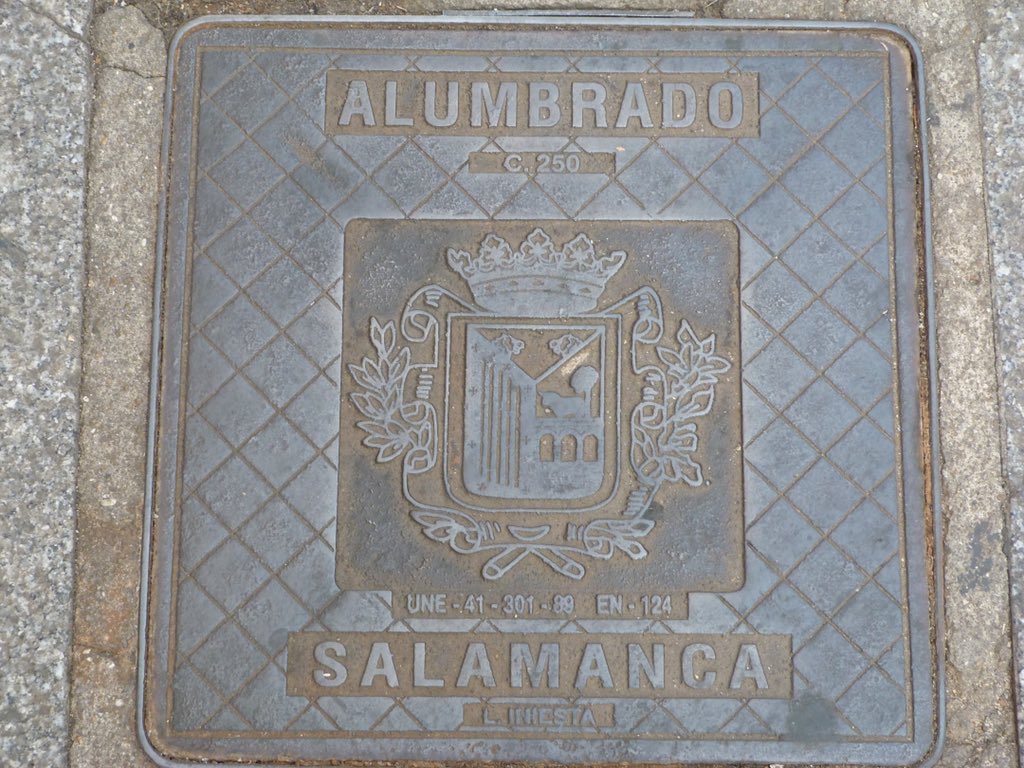 ALUMBRADO
C. 250
UNE - 41 - 301 - 89 EN - 124
SALAMANCA
L. INIESTA